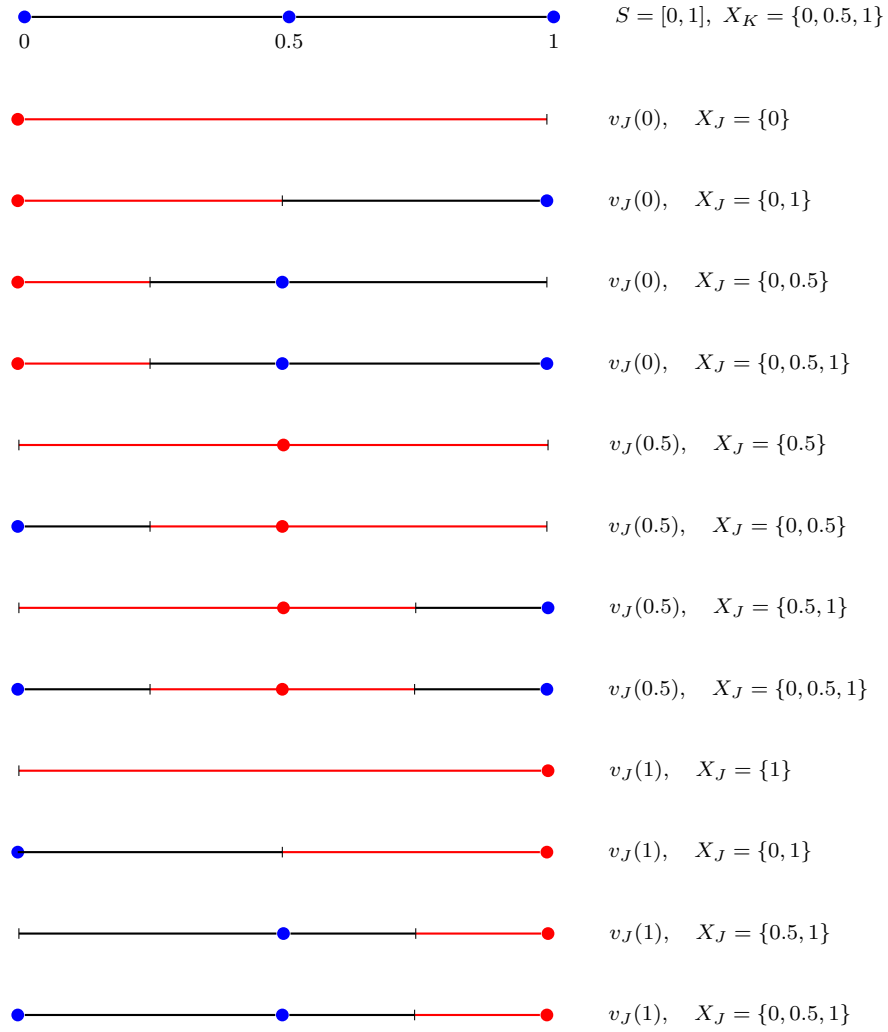 S = [0, 1], X_K = {0, 0.5, 1}
0 0.5 1
v_J(0), X_J = {0}
v_J(0), X_J = {0, 1}
v_J(0), X_J = {0, 0.5}
v_J(0), X_J = {0, 0.5, 1}
v_J(0.5), X_J = {0.5}
v_J(0.5), X_J = {0, 0.5}
v_J(0.5), X_J = {0.5, 1}
v_J(0.5), X_J = {0, 0.5, 1}
v_J(1), X_J = {1}
v_J(1), X_J = {0, 1}
v_J(1), X_J = {0.5, 1}
v_J(1), X_J = {0, 0.5, 1}